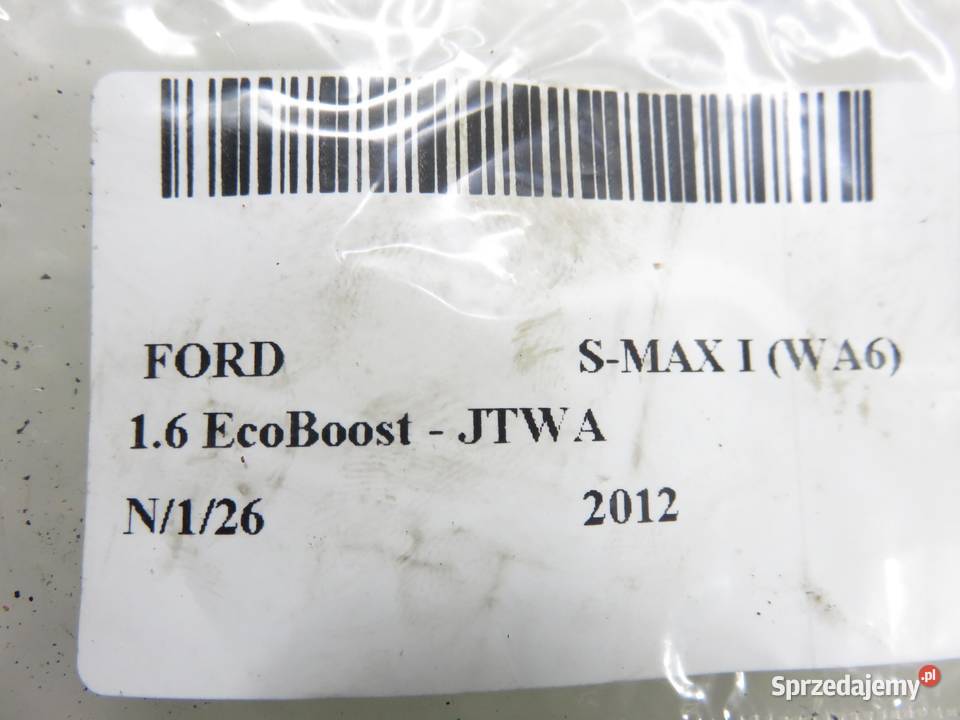 FORD S-MAX I (WA6)
1.6 EcoBoost - JTWA
N/1/26 2012
Sprzedajemy.pl